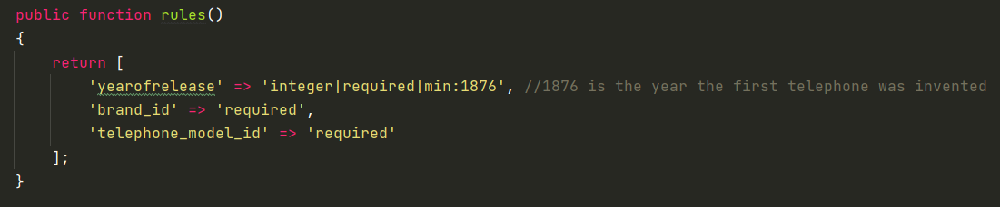 public function rules()
{
return [
'yearofrelease' => 'integer|required|min:1876', //1876 is the year the first telephone was invented
'brand_id' => 'required',
'telephone_model_id' => 'required'
];
}